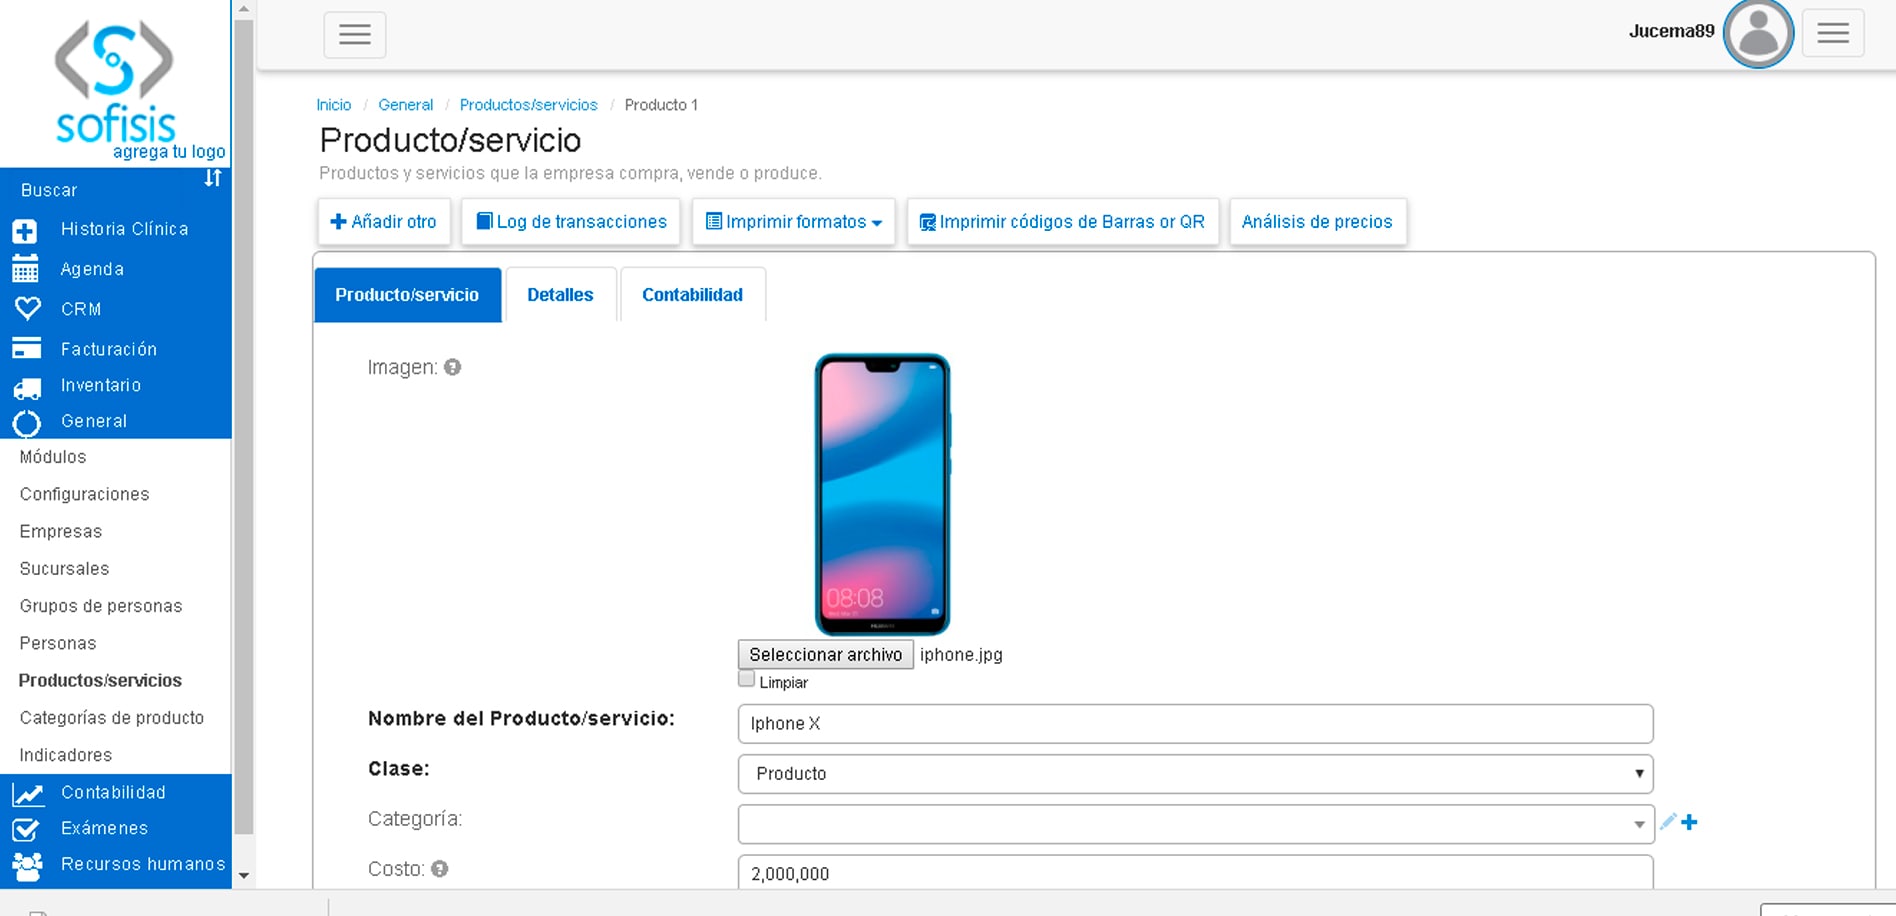 sofisis
agrega tu logo
Buscar
Historia Clínica
Agenda
CRM
Facturación
Inventario
General
Módulos
Configuraciones
Empresas
Sucursales
Grupos de personas
Personas
Productos/servicios
Categorías de producto
Indicadores
Contabilidad
Exámenes
Recursos humanos
Jucema89
Inicio / General / Productos/servicios / Producto 1
Producto/servicio
Productos y servicios que la empresa compra, vende o produce.
Añadir otro
Log de transacciones
Imprimir formatos
Imprimir códigos de Barras or QR
Análisis de precios
Producto/servicio
Detalles
Contabilidad
Imagen:
08:08
HUAWEI
Seleccionar archivo iphone.jpg
Limpiar
Nombre del Producto/servicio: Iphone X
Clase: Producto
Categoría:
Costo: 2,000,000